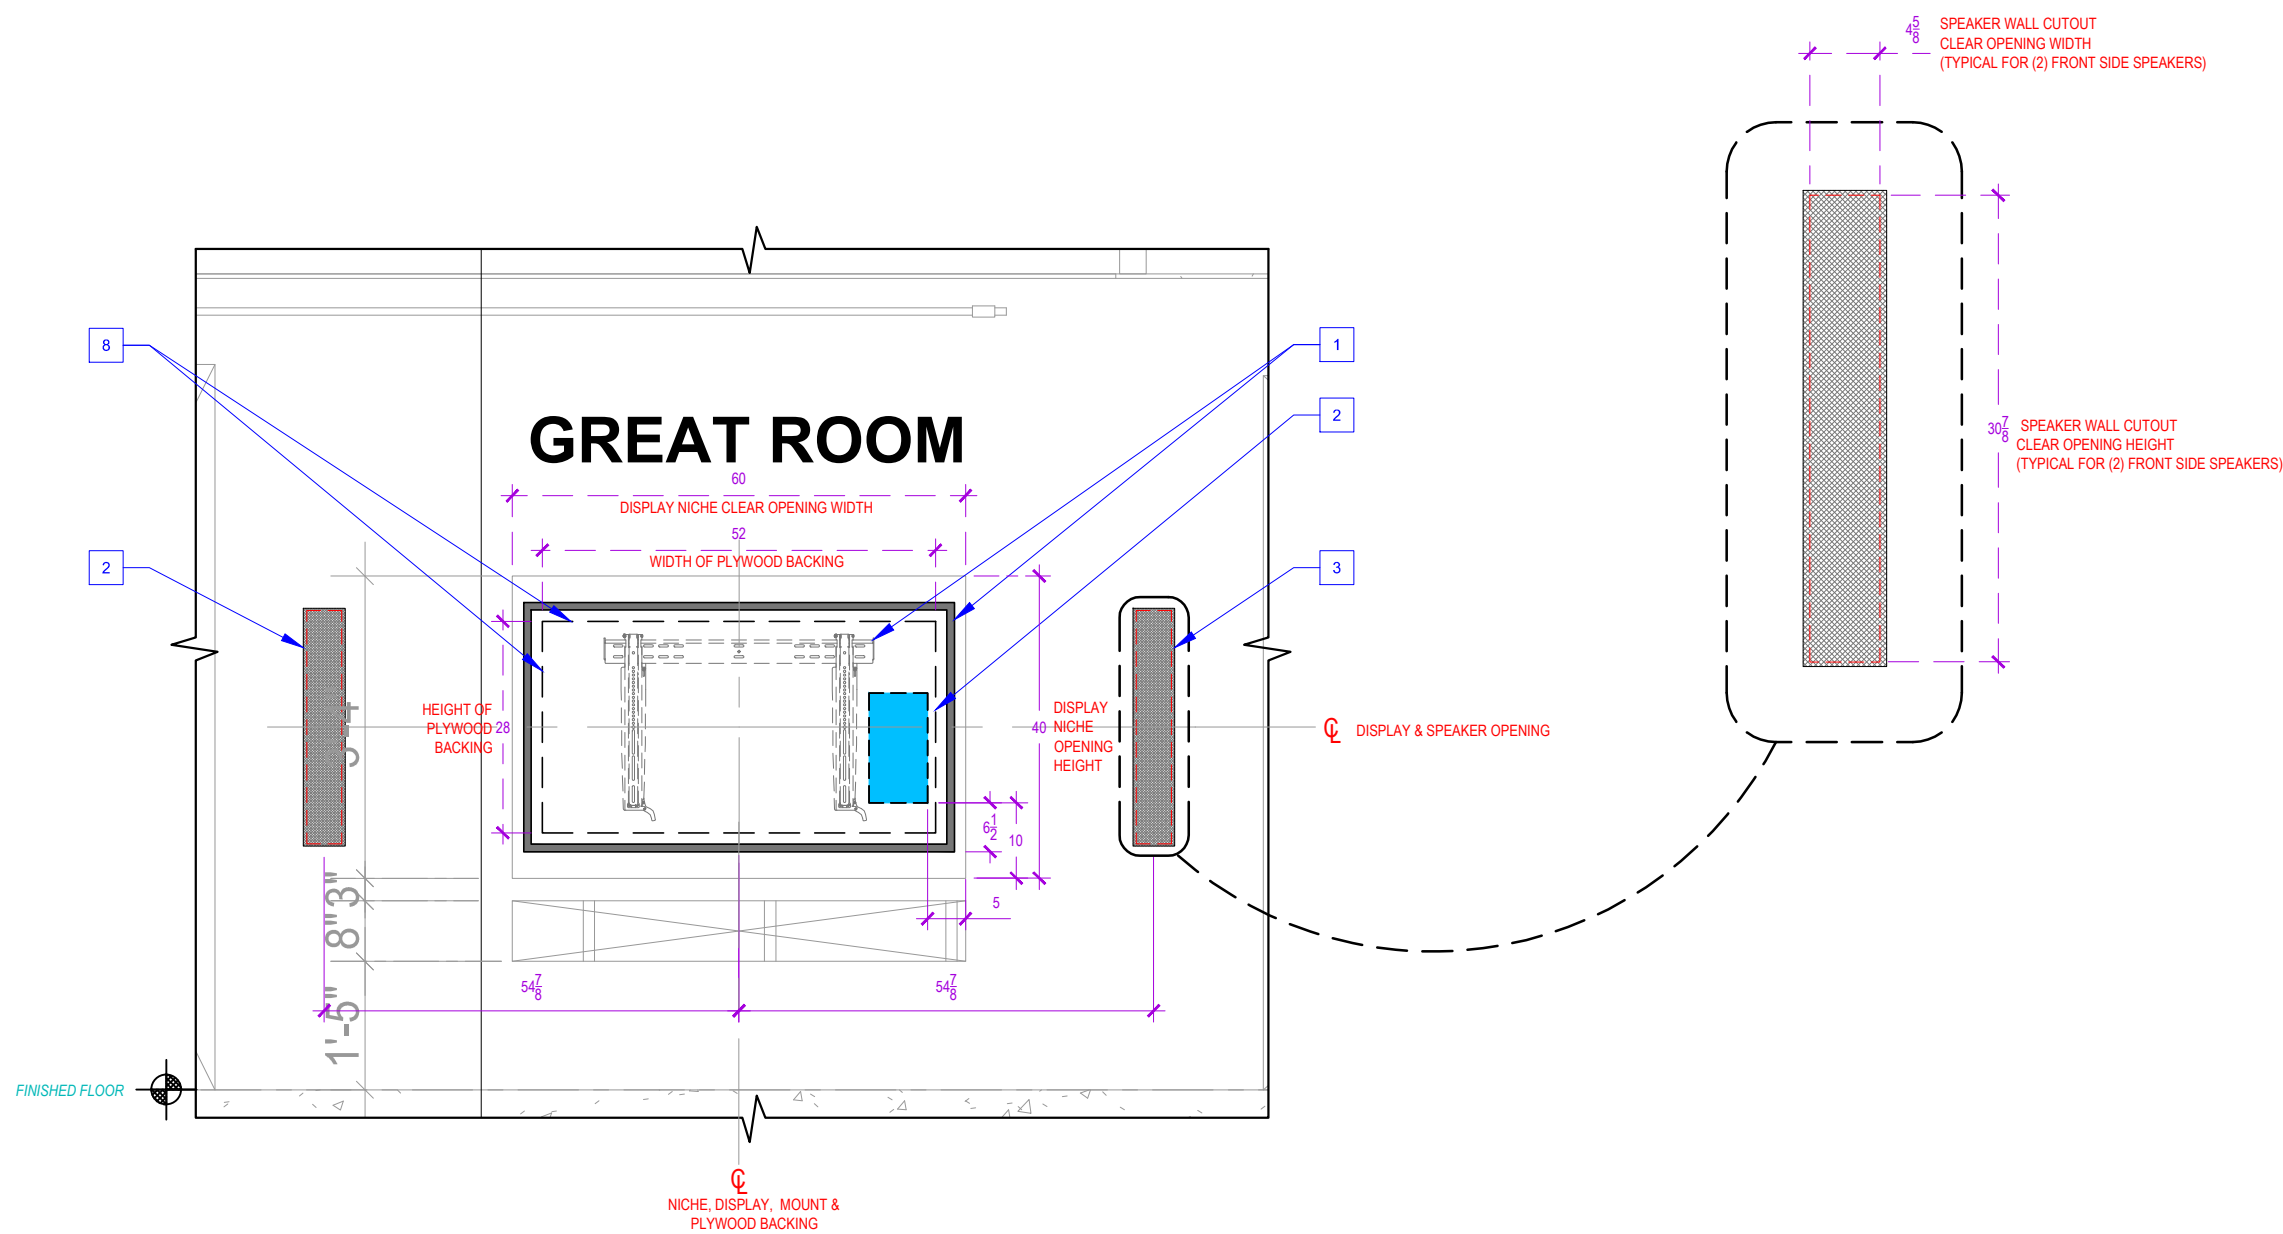 4 5/8
SPEAKER WALL CUTOUT
CLEAR OPENING WIDTH
(TYPICAL FOR (2) FRONT SIDE SPEAKERS)
8
1
2
GREAT ROOM
30 7/8
SPEAKER WALL CUTOUT
CLEAR OPENING HEIGHT
(TYPICAL FOR (2) FRONT SIDE SPEAKERS)
60
DISPLAY NICHE CLEAR OPENING WIDTH
52
WIDTH OF PLYWOOD BACKING
2
3
HEIGHT OF
PLYWOOD
BACKING
28
DISPLAY
NICHE
OPENING
HEIGHT
40
℄ DISPLAY & SPEAKER OPENING
6 1/2
10
3"
8"
5
54 7/8
54 7/8
1'-5"
FINISHED FLOOR
℄
NICHE, DISPLAY, MOUNT &
PLYWOOD BACKING